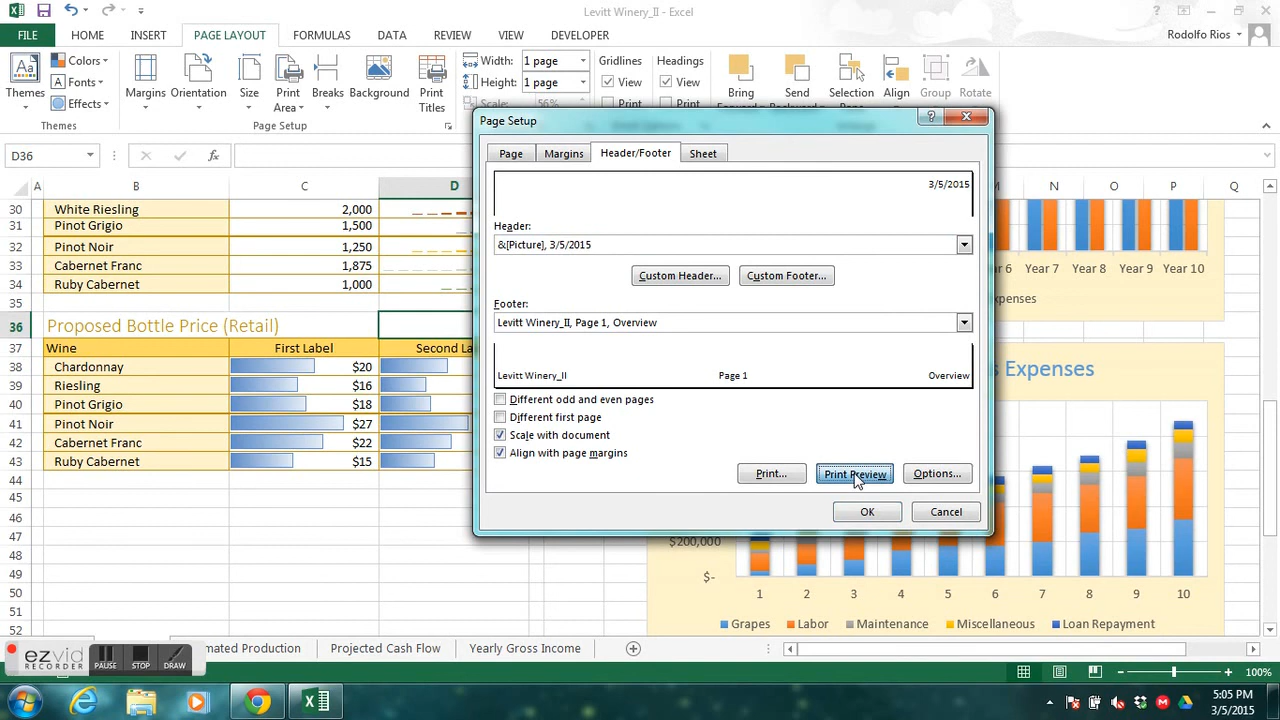 Levitt Winery_II - Excel
FILE HOME INSERT PAGE LAYOUT FORMULAS DATA REVIEW VIEW DEVELOPER Rodolfo Rios
Themes
Colors
Fonts
Effects
Themes
Margins Orientation Size Print Area Breaks Background Print Titles
Page Setup
Width: 1 page
Height: 1 page
Scale: 56%
Gridlines
View
Print
Headings
View
Print
Bring
Send
Selection
Align
Group
Rotate
D36
fx
A B C D N O P Q
30 White Riesling 2,000
31 Pinot Grigio 1,500
32 Pinot Noir 1,250
33 Cabernet Franc 1,875
34 Ruby Cabernet 1,000
35
36 Proposed Bottle Price (Retail)
37 Wine First Label Second La
38 Chardonnay $20
39 Riesling $16
40 Pinot Grigio $18
41 Pinot Noir $27
42 Cabernet Franc $22
43 Ruby Cabernet $15
44
45
46
47
48
49
50
51
52
Page Setup
Page Margins Header/Footer Sheet
3/5/2015
Header:
&[Picture], 3/5/2015
Custom Header... Custom Footer...
Footer:
Levitt Winery_II, Page 1, Overview
Levitt Winery_II Page 1 Overview
Different odd and even pages
Different first page
Scale with document
Align with page margins
Print... Print Preview Options...
OK Cancel
6 Year 7 Year 8 Year 9 Year 10
xpenses
s Expenses
$200,000
$-
1 2 3 4 5 6 7 8 9 10
Grapes Labor Maintenance Miscellaneous Loan Repayment
mated Production Projected Cash Flow Yearly Gross Income
ezvid
RECORDER
PAUSE STOP DRAW
100%
5:05 PM
3/5/2015